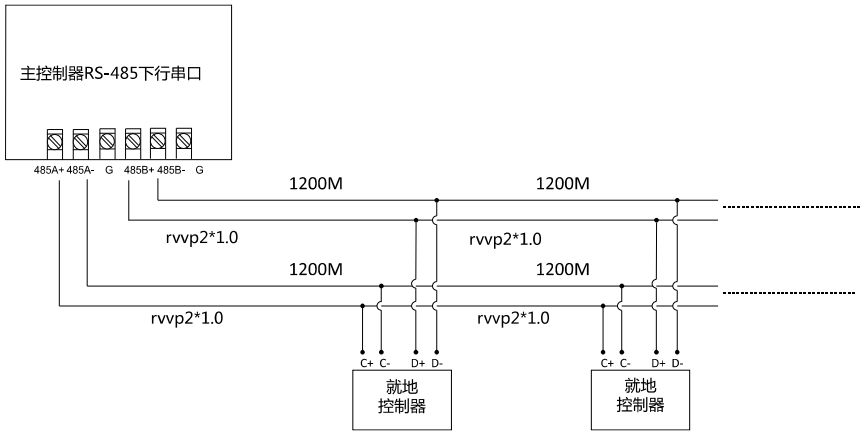 主控制器RS-485下行串口
485A+ 485A- G 485B+ 485B- G
1200M 1200M
rvvp2*1.0 rvvp2*1.0
1200M 1200M
rvvp2*1.0 rvvp2*1.0
C+ C- D+ D- C+ C- D+ D-
就地
控制器
就地
控制器